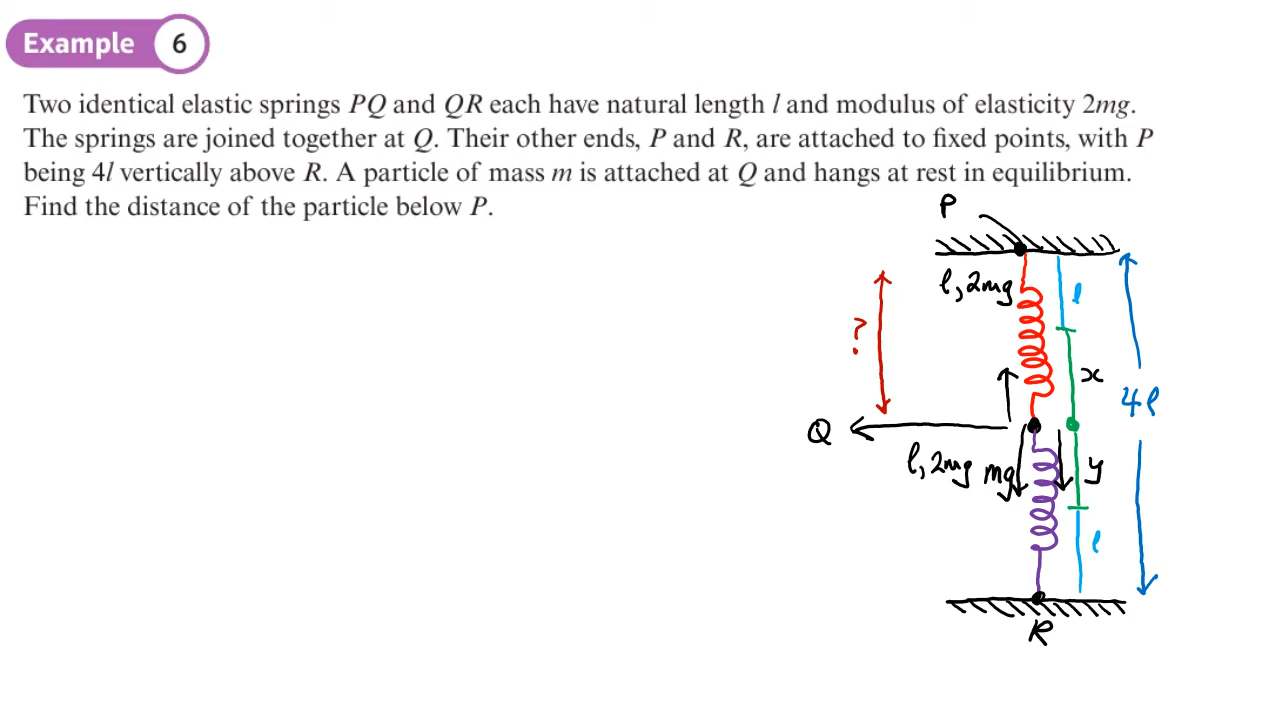 Example 6
Two identical elastic springs PQ and QR each have natural length l and modulus of elasticity 2mg.
The springs are joined together at Q. Their other ends, P and R, are attached to fixed points, with P
being 4l vertically above R. A particle of mass m is attached at Q and hangs at rest in equilibrium.
Find the distance of the particle below P.
P
l, 2mg
l
?
x
4l
Q
l, 2mg
mg
y
l
R